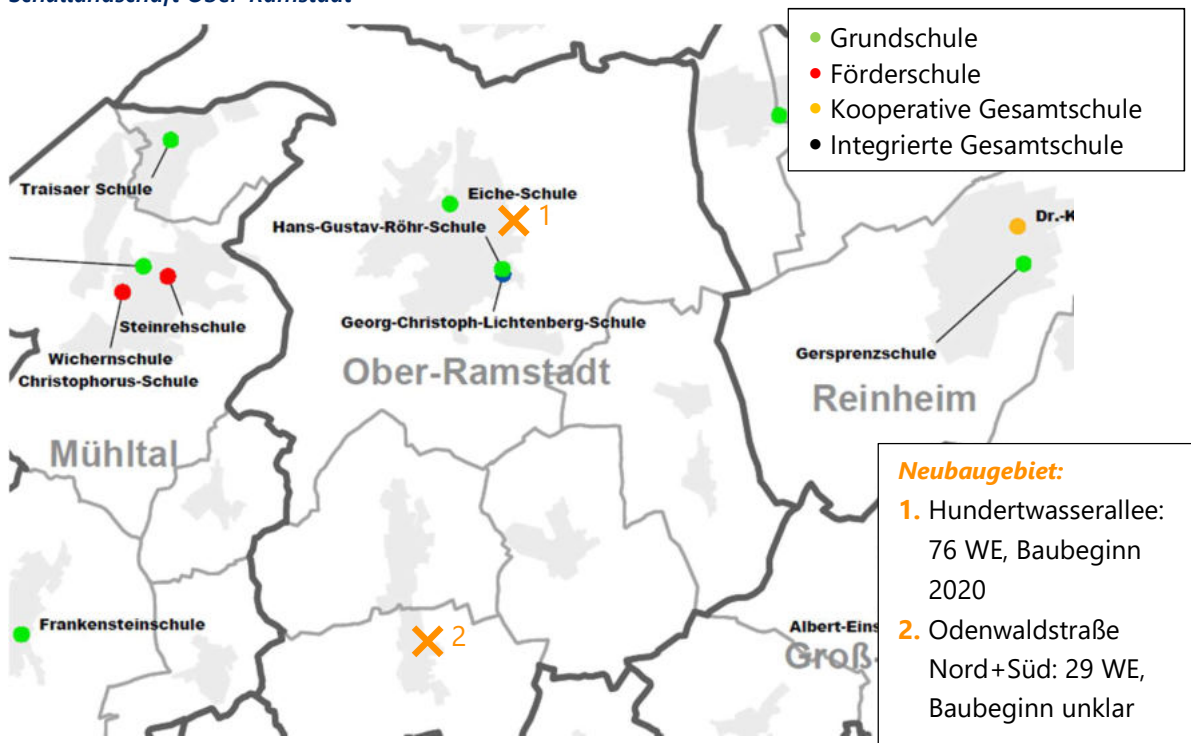 Grundschule
Förderschule
Kooperative Gesamtschule
Integrierte Gesamtschule
Traisaer Schule
Eiche-Schule
1
Hans-Gustav-Röhr-Schule
Dr.-K
Steinrehschule
Georg-Christoph-Lichtenberg-Schule
Wichernschule
Christophorus-Schule
Gersprenzschule
Ober-Ramstadt
Reinheim
Mühltal
Frankensteinschule
2
Albert-Eins
Groß-
Neubaugebiet:
1. Hundertwasserallee:
76 WE, Baubeginn
2020
2. Odenwaldstraße
Nord+Süd: 29 WE,
Baubeginn unklar